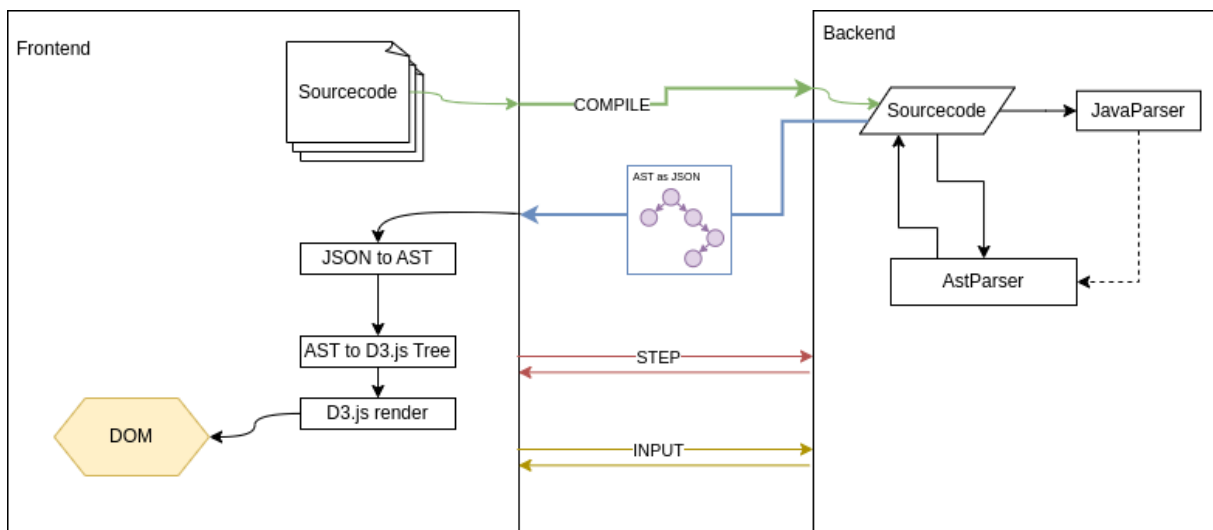 Frontend
Sourcecode
JSON to AST
AST to D3.js Tree
D3.js render
DOM
COMPILE
AST as JSON
STEP
INPUT
Backend
Sourcecode
JavaParser
AstParser